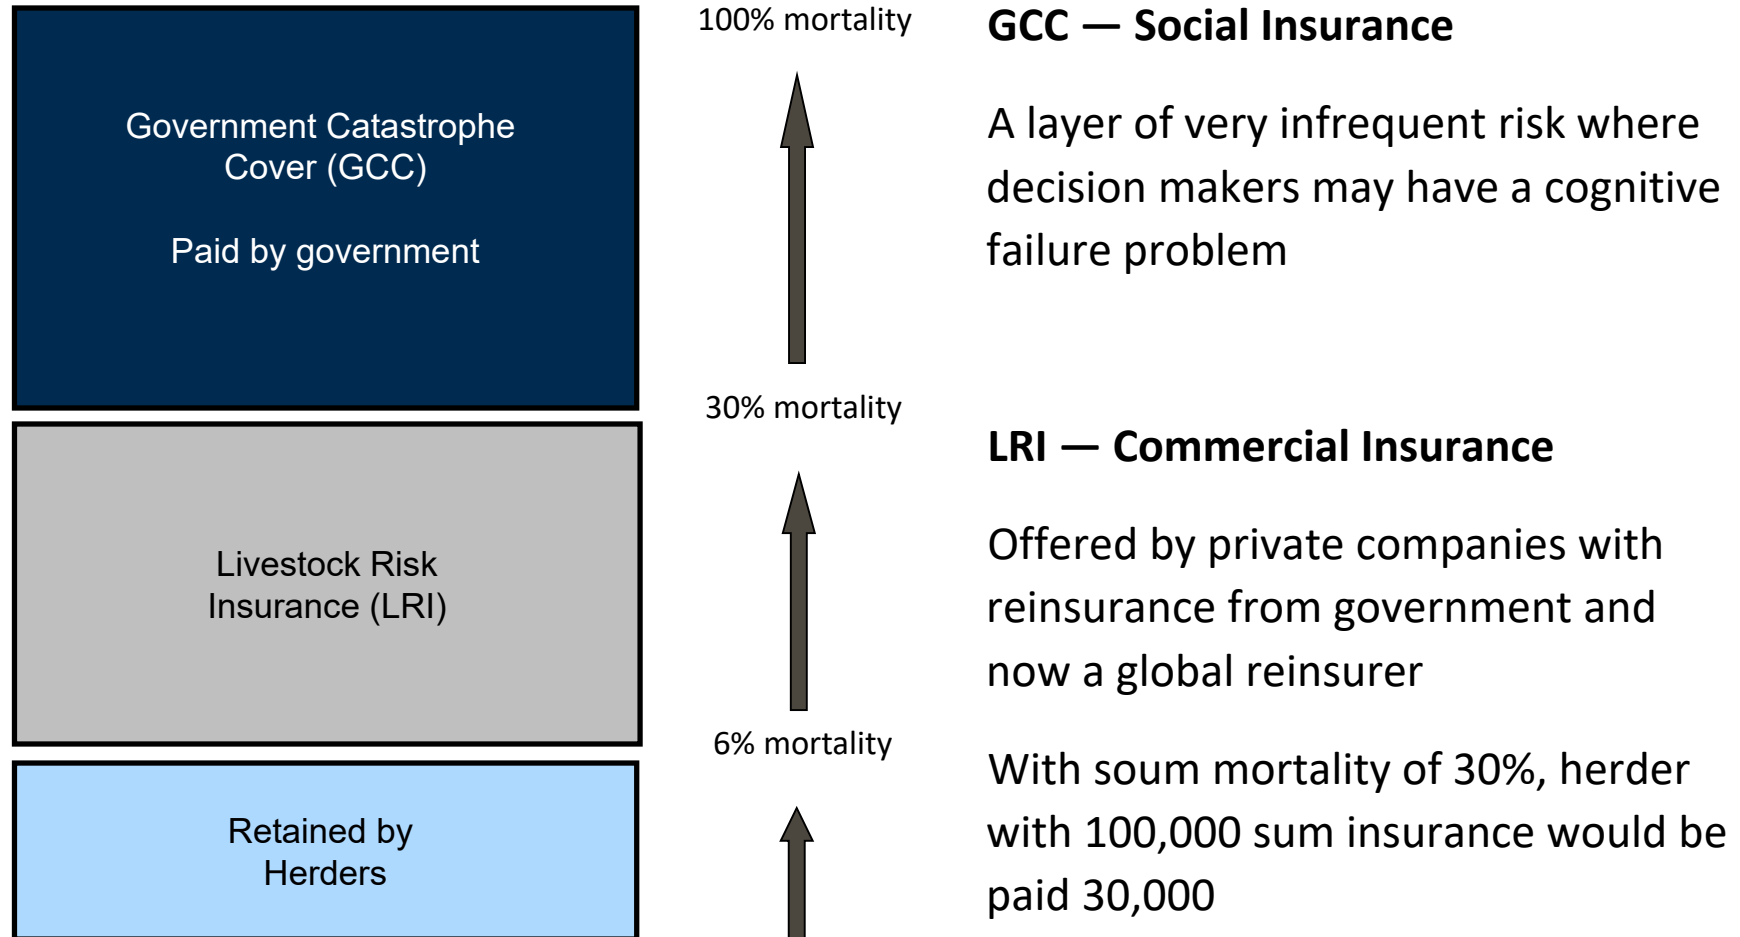 Government Catastrophe
Cover (GCC)
Paid by government
Livestock Risk
Insurance (LRI)
Retained by
Herders
100% mortality
30% mortality
6% mortality
GCC — Social Insurance
A layer of very infrequent risk where
decision makers may have a cognitive
failure problem
LRI — Commercial Insurance
Offered by private companies with
reinsurance from government and
now a global reinsurer
With soum mortality of 30%, herder
with 100,000 sum insurance would be
paid 30,000